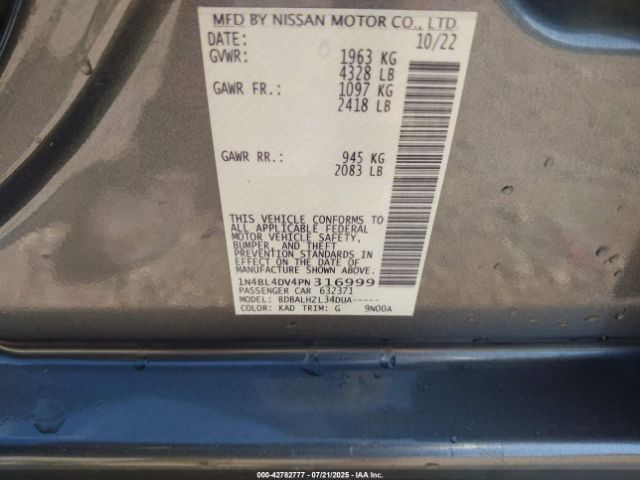 MFD BY NISSAN MOTOR CO., LTD.
DATE: 10/22
GVWR: 1963 KG
4328 LB
GAWR FR.: 1097 KG
2418 LB
GAWR RR.: 945 KG
2083 LB
THIS VEHICLE CONFORMS TO
ALL APPLICABLE FEDERAL
MOTOR VEHICLE SAFETY,
BUMPER, AND THEFT
PREVENTION STANDARDS IN
EFFECT ON THE DATE OF
MANUFACTURE SHOWN ABOVE.
1N4BL4DV4PN316999
PASSENGER CAR 632371
MODEL: BDBALHZL34DUA-----
COLOR: KAD TRIM: G 9N00A
000-42782777 - 07/21/2025 - IAA Inc.